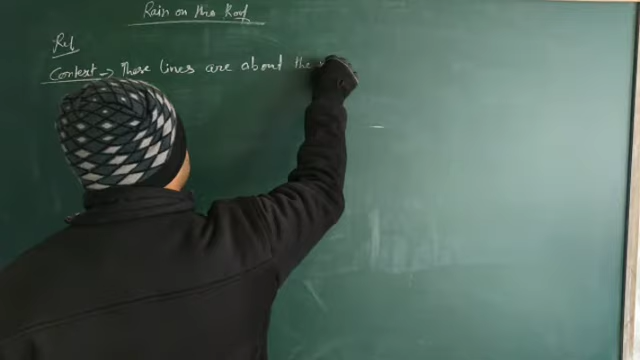 Rain on the Roof
Ref
Context → These lines are about the